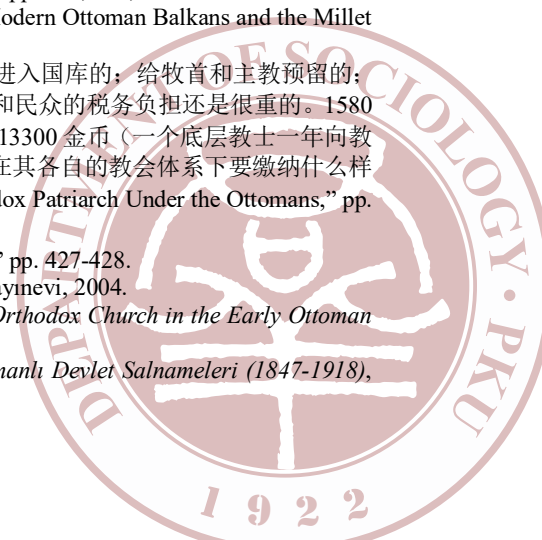 odern Ottoman Balkans and the Millet
进入国库的；给牧首和主教预留的；
和民众的税务负担还是很重的。1580
13300 金币（一个底层教士一年向教
在其各自的教会体系下要缴纳什么样
dox Patriarch Under the Ottomans,” pp.
” pp. 427-428.
ayınevi, 2004.
Orthodox Church in the Early Ottoman
manlı Devlet Salnameleri (1847-1918),
DEPARTMENT OF SOCIOLOGY · PKU
1922